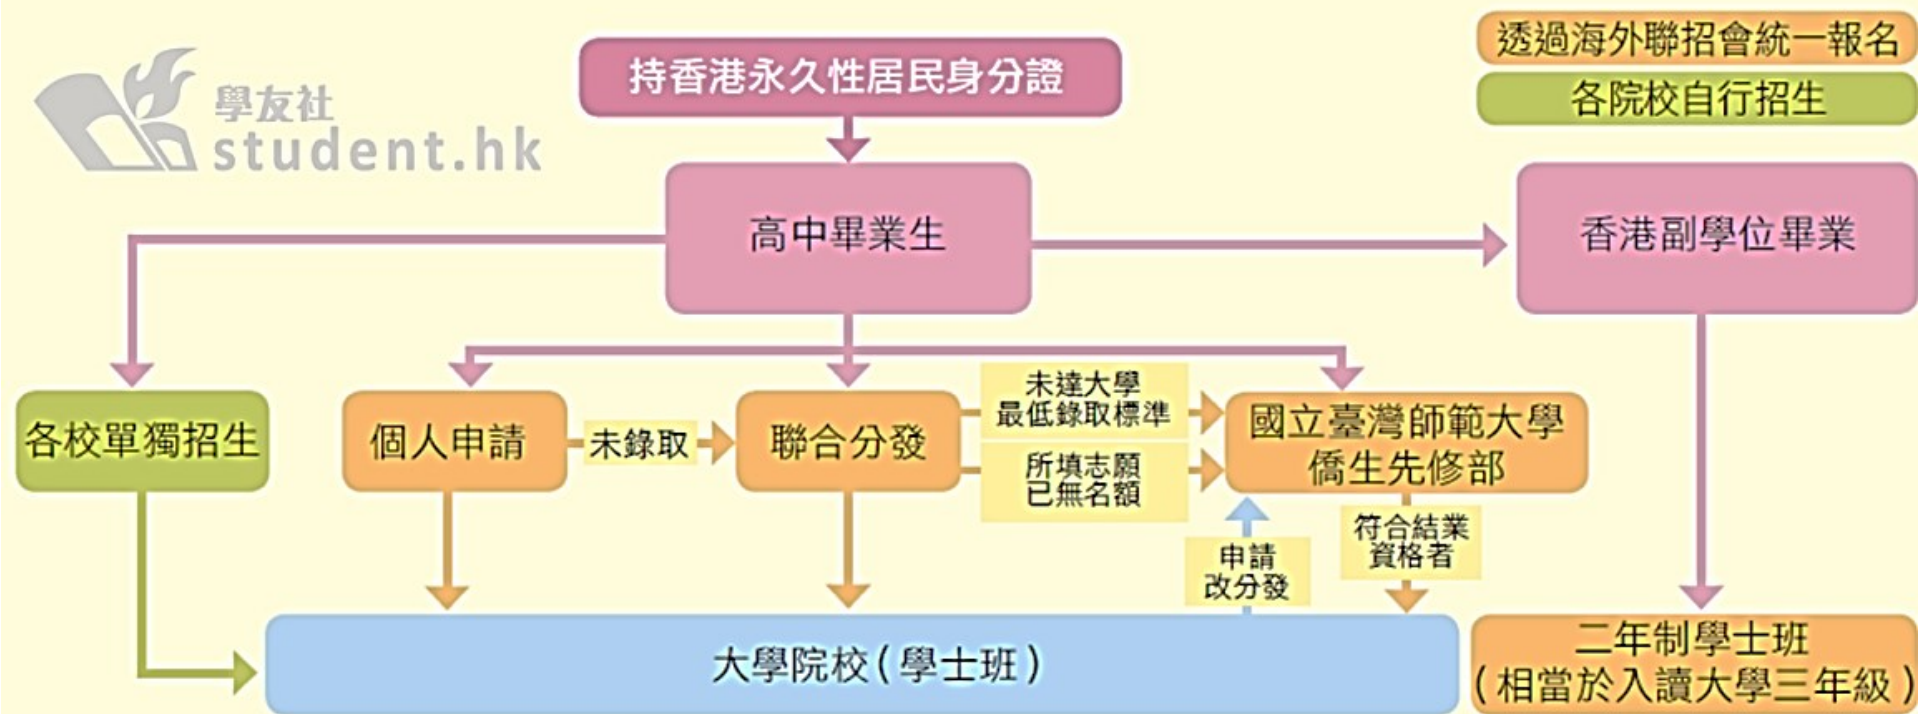 學友社
student.hk
持香港永久性居民身分證
透過海外聯招會統一報名
各院校自行招生
高中畢業生
香港副學位畢業
各校單獨招生
個人申請
未錄取
聯合分發
未達大學
最低錄取標準
所填志願
已無名額
國立臺灣師範大學
僑生先修部
申請
改分發
符合結業
資格者
大學院校(學士班)
二年制學士班
(相當於入讀大學三年級)